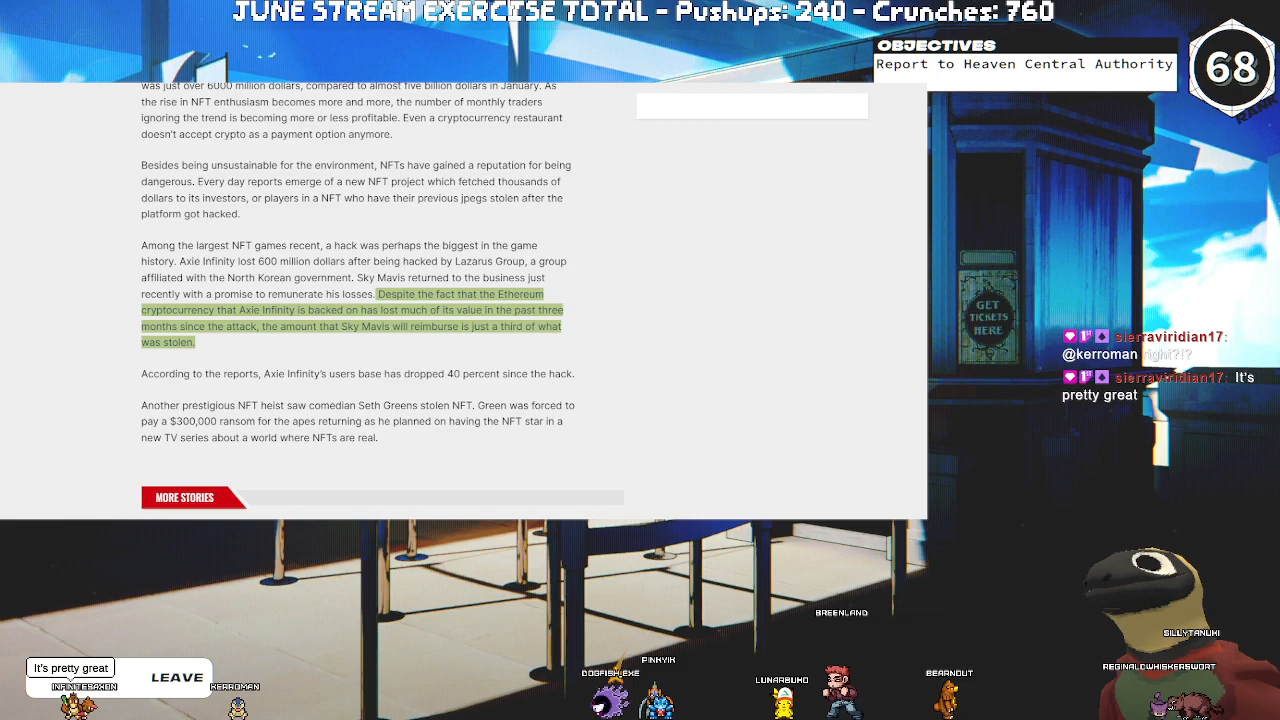 JUNE STREAM EXERCISE TOTAL - Pushups: 240 - Crunches: 760
OBJECTIVES
Report to Heaven Central Authority
68
was just over 6000 million dollars, compared to almost five billion dollars in January. As
the rise in NFT enthusiasm becomes more and more, the number of monthly traders
ignoring the trend is becoming more or less profitable. Even a cryptocurrency restaurant
doesn't accept crypto as a payment option anymore.
Besides being unsustainable for the environment, NFTs have gained a reputation for being
dangerous. Every day reports emerge of a new NFT project which fetched thousands of
dollars to its investors, or players in a NFT who have their previous jpegs stolen after the
platform got hacked.
Among the largest NFT games recent, a hack was perhaps the biggest in the game
history. Axie Infinity lost 600 million dollars after being hacked by Lazarus Group, a group
affiliated with the North Korean government. Sky Mavis returned to the business just
recently with a promise to remunerate his losses. Despite the fact that the Ethereum
cryptocurrency that Axie Infinity is backed on has lost much of its value in the past three
months since the attack, the amount that Sky Mavis will reimburse is just a third of what
was stolen.
According to the reports, Axie Infinity's users base has dropped 40 percent since the hack.
Another prestigious NFT heist saw comedian Seth Greens stolen NFT. Green was forced to
pay a $300,000 ransom for the apes returning as he planned on having the NFT star in a
new TV series about a world where NFTs are real.
MORE STORIES
GET
TICKETS
HERE
sierraviridian17:
@kerroman right?!?
sierraviridian17: It's
pretty great
BREENLAND
SILLYTANUKI
PINKYIK
REGINALDWHISKERSWORT
DOGFISH_EXE
BEARNOUT
LUNARBUHO
It's pretty great
LEAVE
INFINITESAXON
KERROMAN